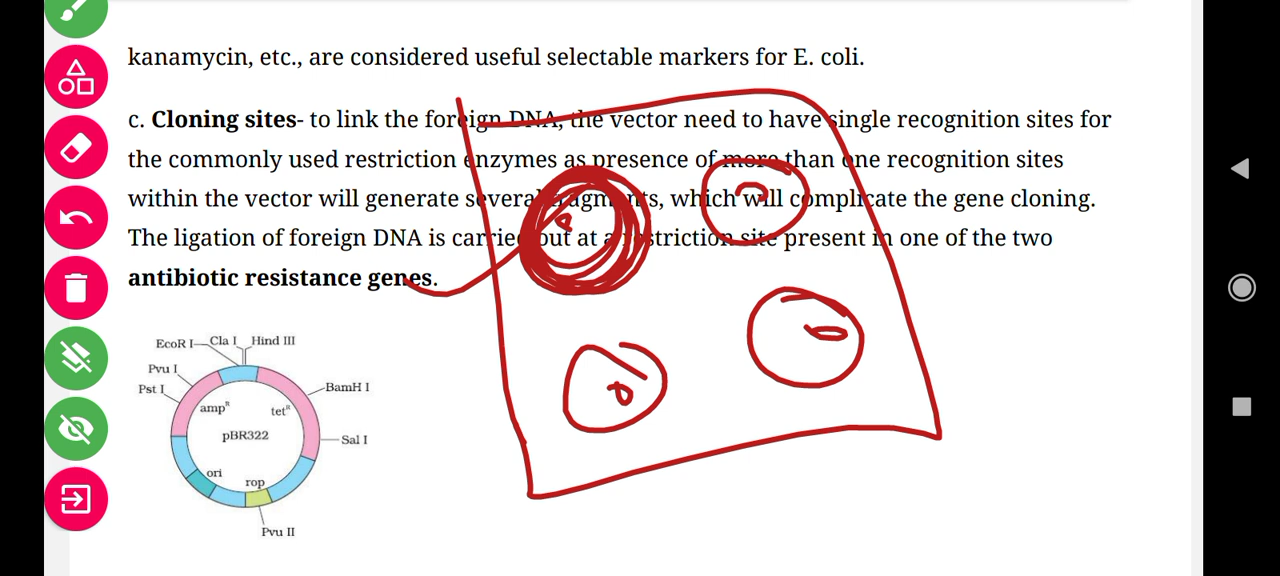 kanamycin, etc., are considered useful selectable markers for E. coli.
c. Cloning sites- to link the foreign DNA, the vector need to have single recognition sites for
the commonly used restriction enzymes as presence of more than one recognition sites
within the vector will generate several fragments, which will complicate the gene cloning.
The ligation of foreign DNA is carried out at a restriction site present in one of the two
antibiotic resistance genes.
EcoR I
Cla I
Hind III
Pvu I
Pst I
BamH I
ampR
tetR
pBR322
Sal I
ori
rop
Pvu II